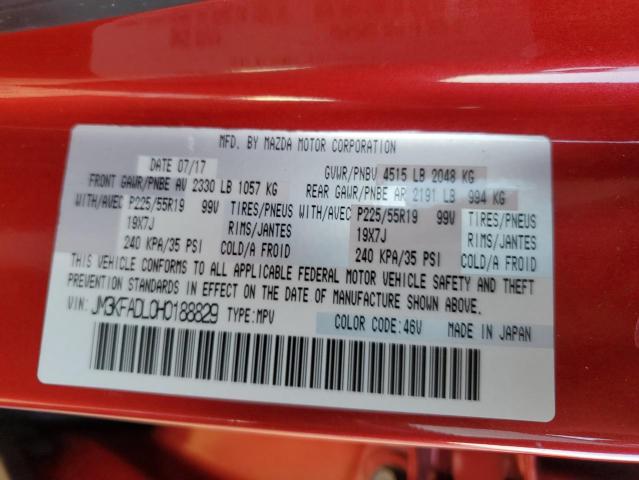 MFD. BY MAZDA MOTOR CORPORATION
DATE 07/17 GVWR/PNBV 4515 LB 2048 KG
FRONT GAWR/PNBE AV 2330 LB 1057 KG REAR GAWR/PNBE AR 2191 LB 994 KG
WITH/AVEC P225/55R19 99V TIRES/PNEUS WITH/AVEC P225/55R19 99V TIRES/PNEUS
19X7J RIMS/JANTES 19X7J RIMS/JANTES
240 KPA/35 PSI COLD/A FROID 240 KPA/35 PSI COLD/A FROID
THIS VEHICLE CONFORMS TO ALL APPLICABLE FEDERAL MOTOR VEHICLE SAFETY AND THEFT
PREVENTION STANDARDS IN EFFECT ON THE DATE OF MANUFACTURE SHOWN ABOVE.
VIN: JM3KFADL0H0188829 TYPE:MPV COLOR CODE:46V MADE IN JAPAN